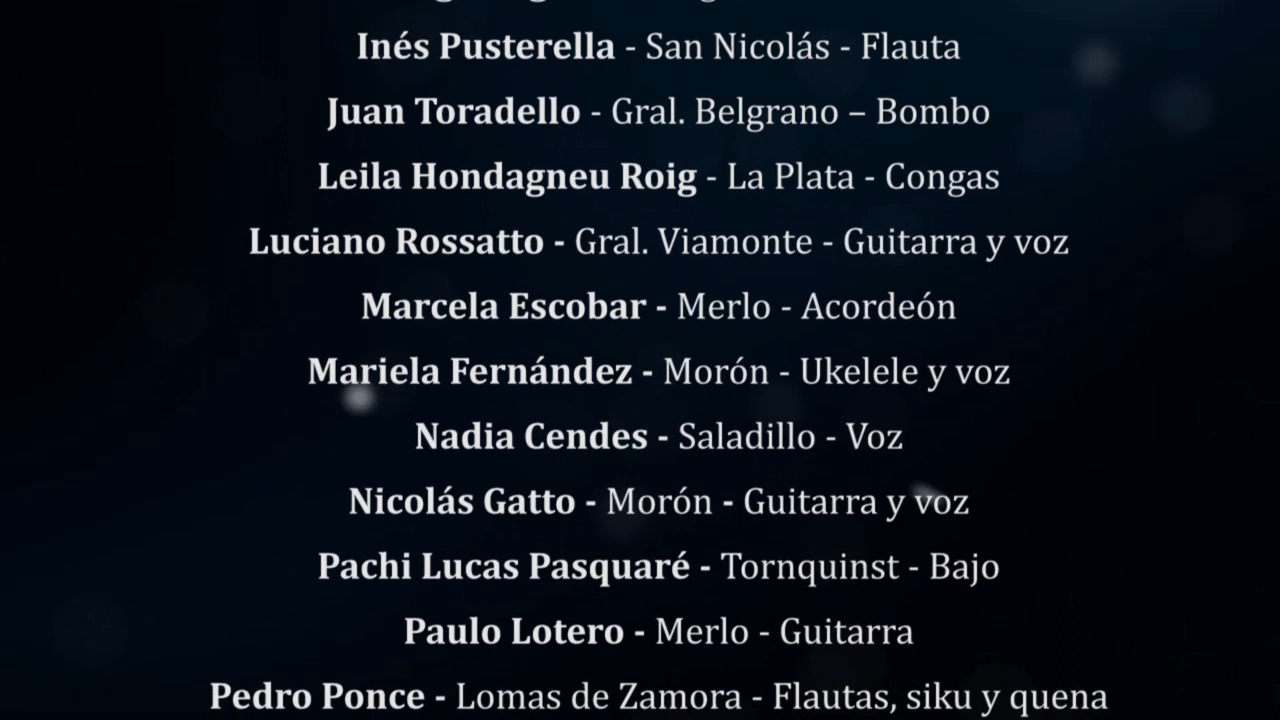 Inés Pusterella - San Nicolás - Flauta
Juan Toradello - Gral. Belgrano – Bombo
Leila Hondagneu Roig - La Plata - Congas
Luciano Rossatto - Gral. Viamonte - Guitarra y voz
Marcela Escobar - Merlo - Acordeón
Mariela Fernández - Morón - Ukelele y voz
Nadia Cendes - Saladillo - Voz
Nicolás Gatto - Morón - Guitarra y voz
Pachi Lucas Pasquaré - Tornquinst - Bajo
Paulo Lotero - Merlo - Guitarra
Pedro Ponce - Lomas de Zamora - Flautas, siku y quena